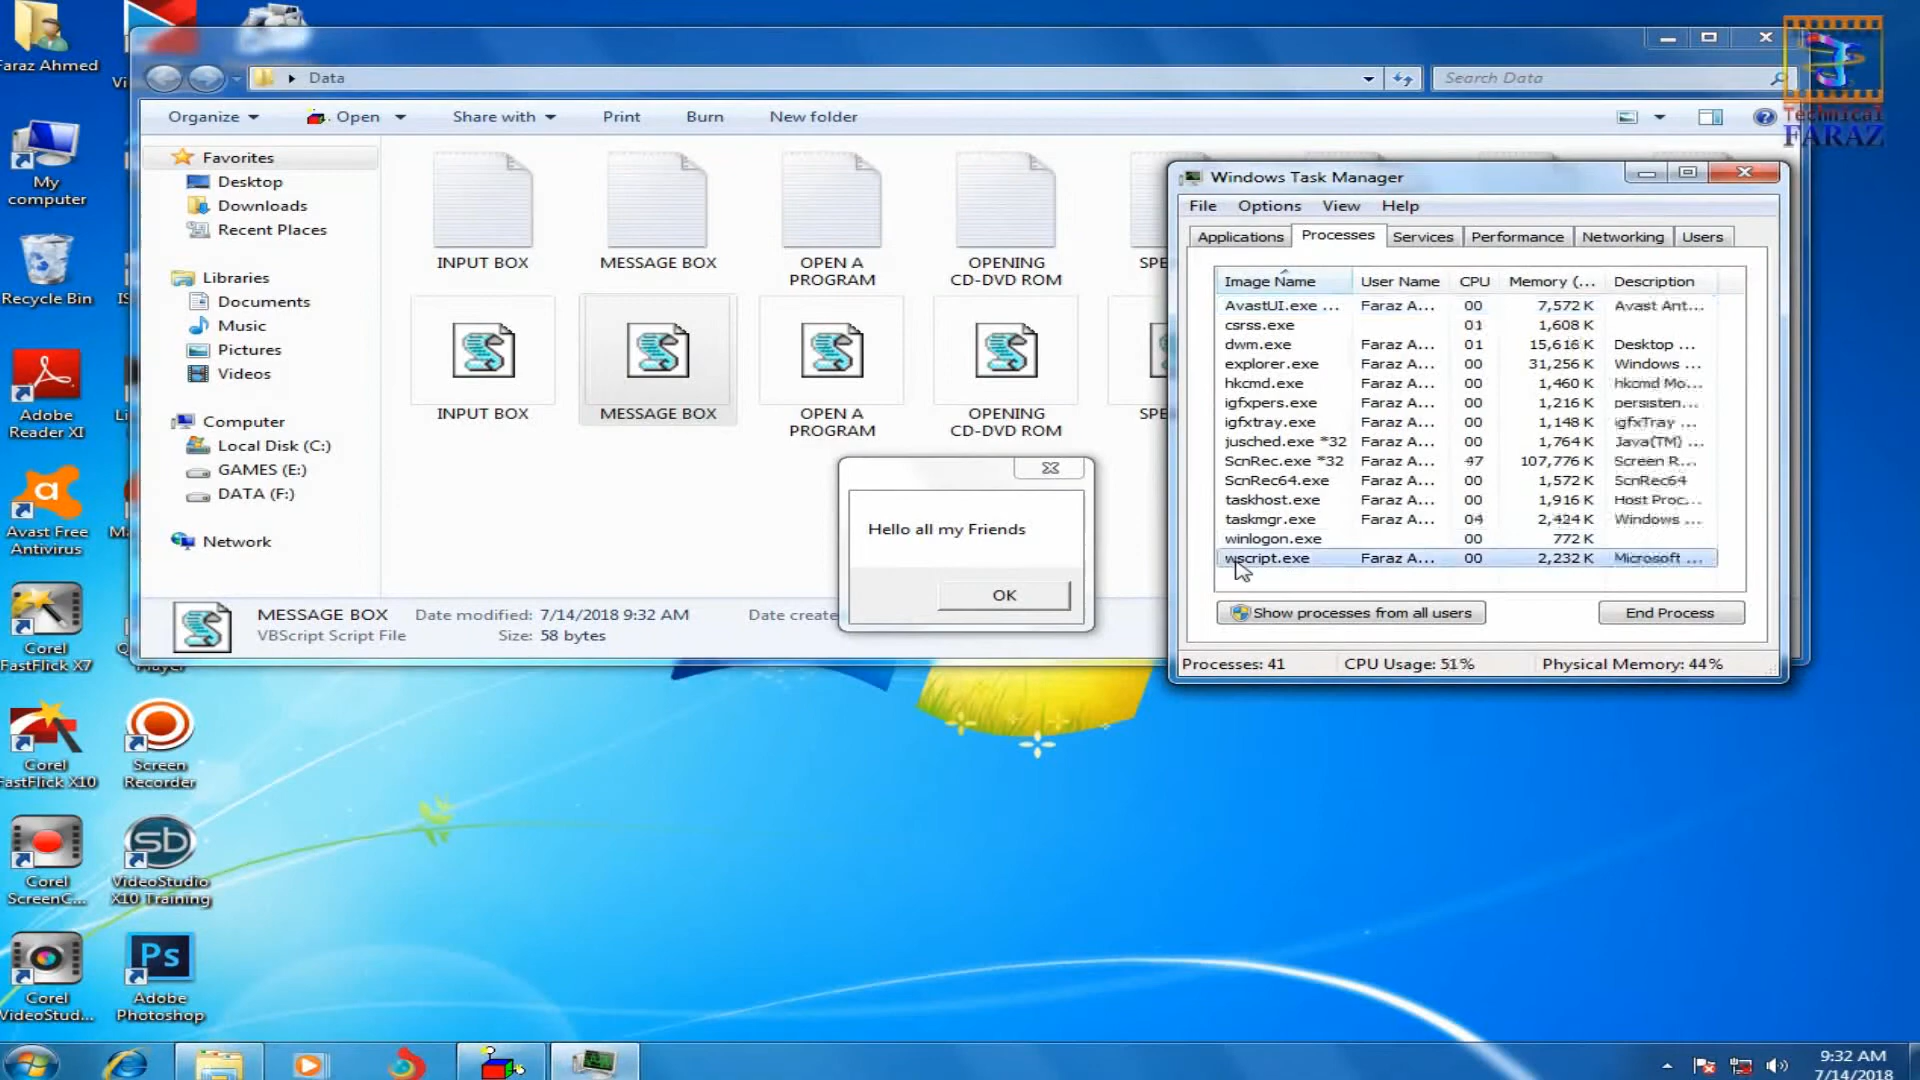 Faraz Ahmed
Vi
My
computer
Recycle Bin
IS
Adobe
Reader XI
Li
Avast Free
Antivirus
Corel
FastFlick X7
Player
Corel
FastFlick X10
Screen
Recorder
Corel
ScreenC...
VideoStudio
X10 Training
Corel
VideoStud...
Ps
Adobe
Photoshop
Data
Search Data
Organize
Open
Share with
Print
Burn
New folder
Favorites
Desktop
Downloads
Recent Places
Libraries
Documents
Music
Pictures
Videos
Computer
Local Disk (C:)
GAMES (E:)
DATA (F:)
Network
INPUT BOX
MESSAGE BOX
OPEN A
PROGRAM
OPENING
CD-DVD ROM
SPE
INPUT BOX
MESSAGE BOX
OPEN A
PROGRAM
OPENING
CD-DVD ROM
SPE
MESSAGE BOX Date modified: 7/14/2018 9:32 AM Date create
VBScript Script File Size: 58 bytes
Hello all my Friends
OK
Windows Task Manager
File Options View Help
Applications Processes Services Performance Networking Users
Image Name User Name CPU Memory (... Description
AvastUI.exe ... Faraz A... 00 7,572 K Avast Ant...
csrss.exe 01 1,608 K
dwm.exe Faraz A... 01 15,616 K Desktop ...
explorer.exe Faraz A... 00 31,256 K Windows ...
hkcmd.exe Faraz A... 00 1,460 K hkcmd Mo...
igfxpers.exe Faraz A... 00 1,216 K persisten...
igfxtray.exe Faraz A... 00 1,148 K igfxTray ...
jusched.exe *32 Faraz A... 00 1,764 K Java(TM) ...
ScnRec.exe *32 Faraz A... 47 107,776 K Screen R...
ScnRec64.exe Faraz A... 00 1,572 K ScnRec64
taskhost.exe Faraz A... 00 1,916 K Host Proc...
taskmgr.exe Faraz A... 04 2,424 K Windows ...
winlogon.exe 00 772 K
wscript.exe Faraz A... 00 2,232 K Microsoft ...
Show processes from all users
End Process
Processes: 41 CPU Usage: 51% Physical Memory: 44%
Technical
FARAZ
9:32 AM
7/14/2018